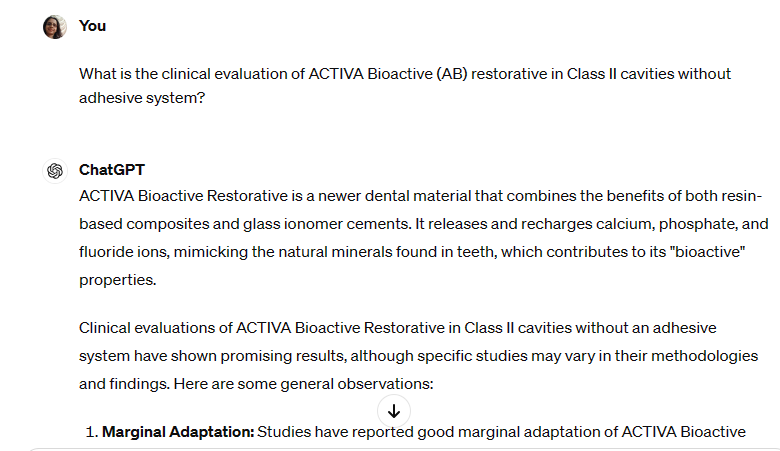 You
What is the clinical evaluation of ACTIVA Bioactive (AB) restorative in Class II cavities without
adhesive system?
ChatGPT
ACTIVA Bioactive Restorative is a newer dental material that combines the benefits of both resin-
based composites and glass ionomer cements. It releases and recharges calcium, phosphate, and
fluoride ions, mimicking the natural minerals found in teeth, which contributes to its "bioactive"
properties.
Clinical evaluations of ACTIVA Bioactive Restorative in Class II cavities without an adhesive
system have shown promising results, although specific studies may vary in their methodologies
and findings. Here are some general observations:
1. Marginal Adaptation: Studies have reported good marginal adaptation of ACTIVA Bioactive